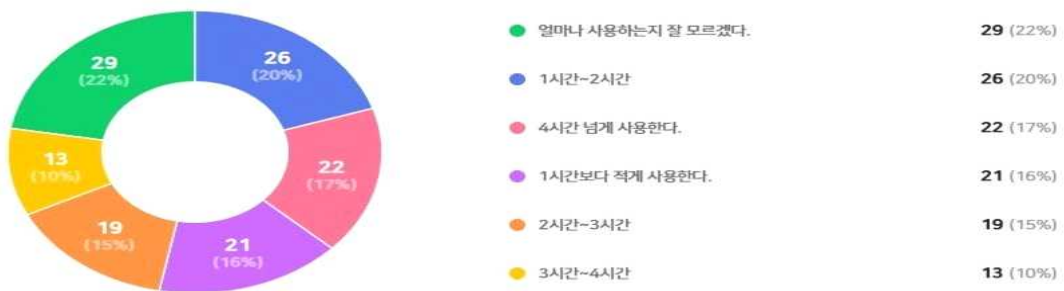 29
(22%)
26
(20%)
13
(10%)
22
(17%)
19
(15%)
21
(16%)
얼마나 사용하는지 잘 모르겠다. 29 (22%)
1시간~2시간 26 (20%)
4시간 넘게 사용한다. 22 (17%)
1시간보다 적게 사용한다. 21 (16%)
2시간~3시간 19 (15%)
3시간~4시간 13 (10%)